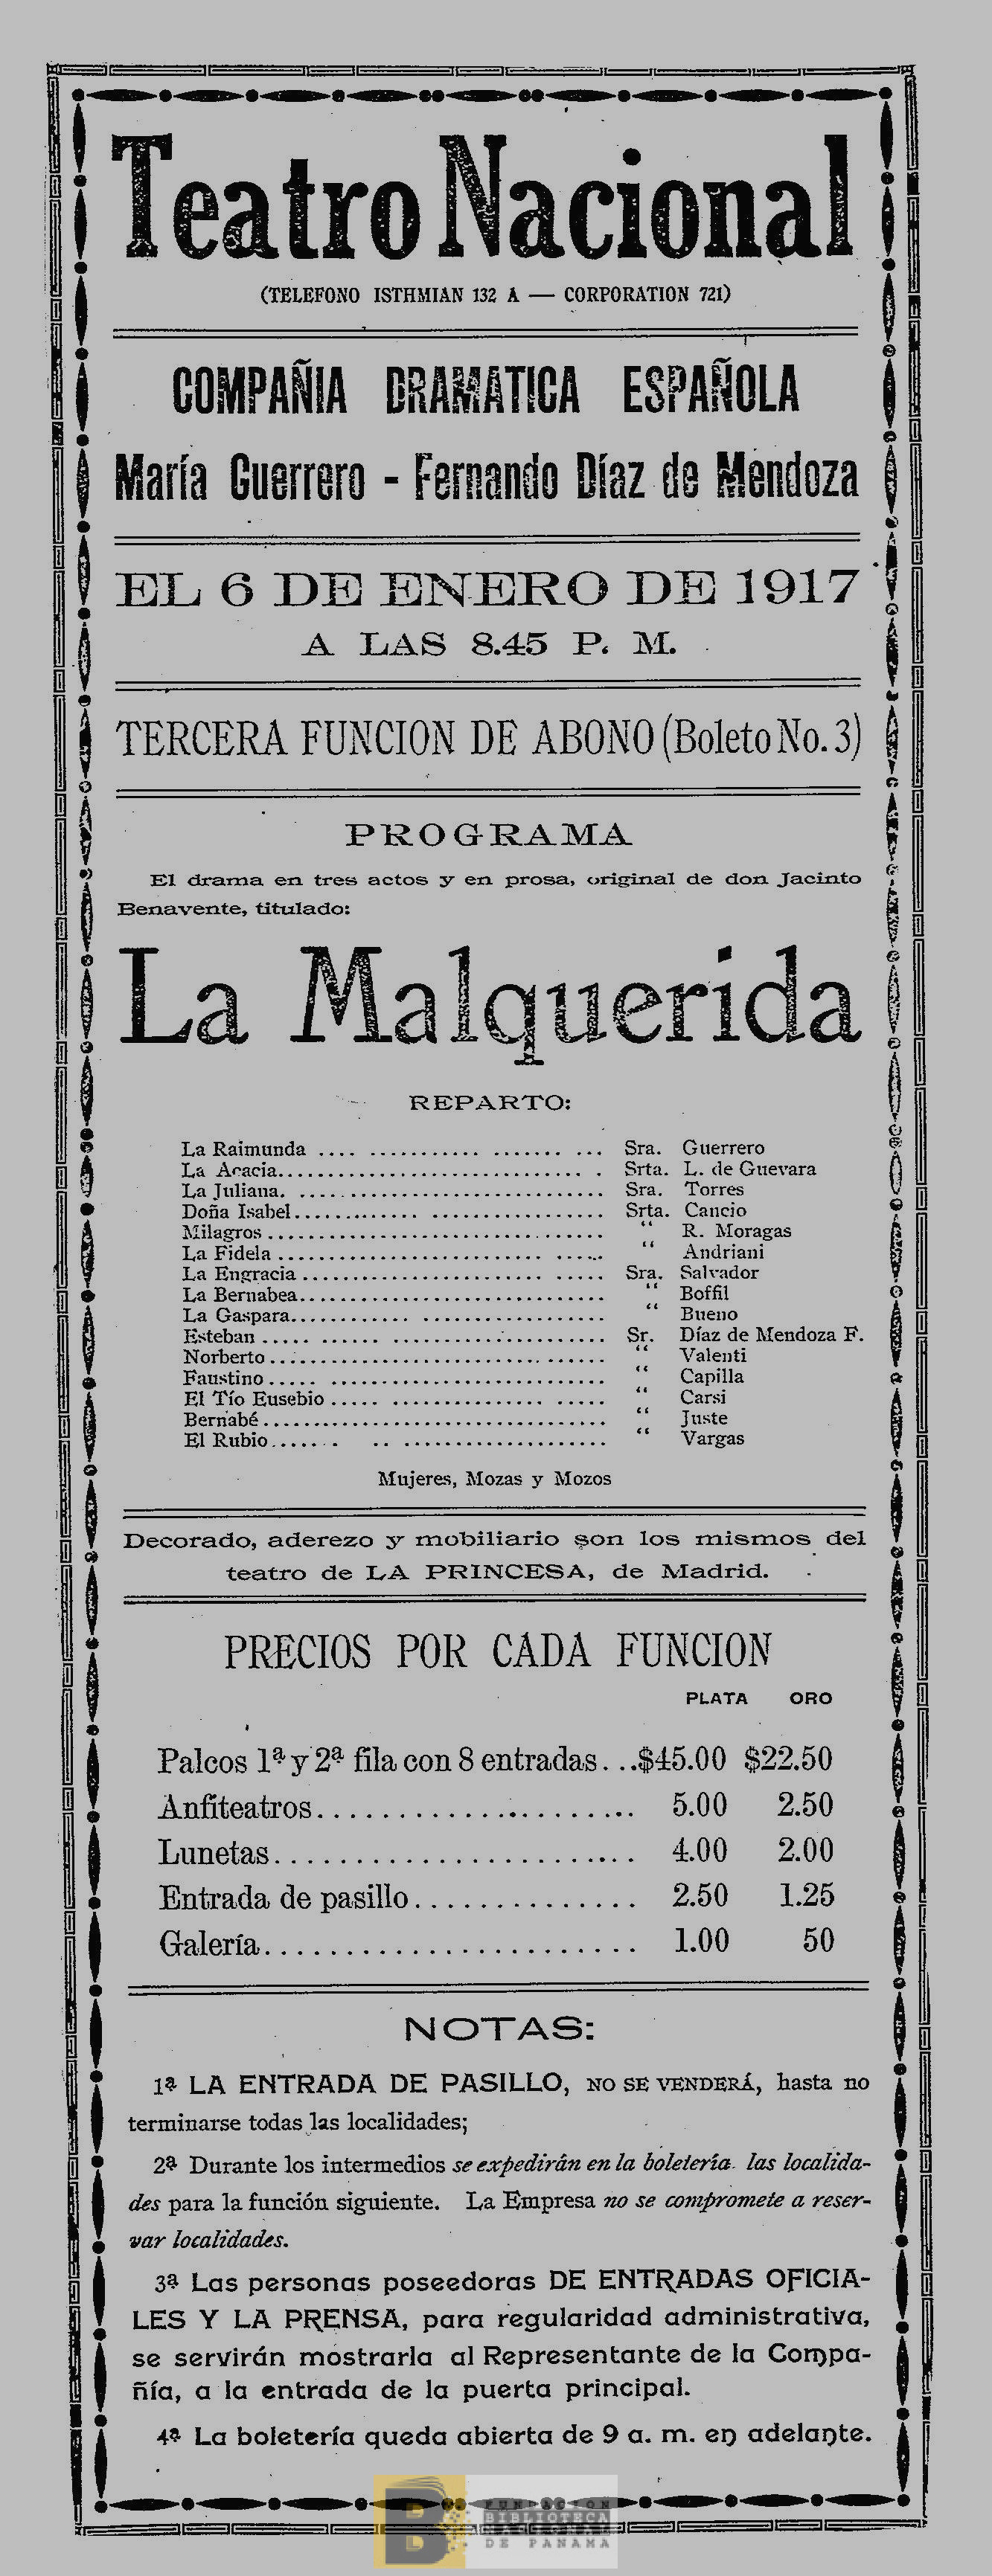 Teatro Nacional
(TELEFONO ISTHMIAN 132 A — CORPORATION 721)
COMPAÑIA DRAMATICA ESPAÑOLA
María Guerrero - Fernando Díaz de Mendoza
EL 6 DE ENERO DE 1917
A LAS 8.45 P. M.
TERCERA FUNCION DE ABONO (Boleto No. 3)
PROGRAMA
El drama en tres actos y en prosa, original de don Jacinto
Benavente, titulado:
La Malquerida
REPARTO:
La Raimunda .... ........... ....... ... Sra. Guerrero
La Acacia................................ . Srta. L. de Guevara
La Juliana. ................................ Sra. Torres
Doña Isabel............ ................. Srta. Cancio
Milagros .................................... “ R. Moragas
La Fidela ............................ ..... “ Andriani
La Engracia ......................... ..... Sra. Salvador
La Bernabea................................ “ Boffil
La Gaspara............ ................... “ Bueno
Esteban ..... ...... ...................... Sr. Díaz de Mendoza F.
Norberto.................................... “ Valenti
Faustino ..... ............................. “ Capilla
El Tío Eusebio ..... ............... ..... “ Carsi
Bernabé..................................... “ Juste
El Rubio....... .. ..................... “ Vargas
Mujeres, Mozas y Mozos
Decorado, aderezo y mobiliario son los mismos del
teatro de LA PRINCESA, de Madrid.
PRECIOS POR CADA FUNCION
PLATA ORO
Palcos 1ª y 2ª fila con 8 entradas...$45.00 $22.50
Anfiteatros....................... 5.00 2.50
Lunetas.......................... 4.00 2.00
Entrada de pasillo.............. 2.50 1.25
Galería........................ 1.00 50
NOTAS:
1ª LA ENTRADA DE PASILLO, NO SE VENDERÁ, hasta no
terminarse todas las localidades;
2ª Durante los intermedios se expedirán en la boletería las localida-
des para la función siguiente. La Empresa no se compromete a reser-
var localidades.
3ª Las personas poseedoras DE ENTRADAS OFICIA-
LES Y LA PRENSA, para regularidad administrativa,
se servirán mostrarla al Representante de la Compa-
ñía, a la entrada de la puerta principal.
4ª La boletería queda abierta de 9 a. m. en adelante.
FUNDACION
BIBLIOTECA
NACIONAL
DE PANAMA